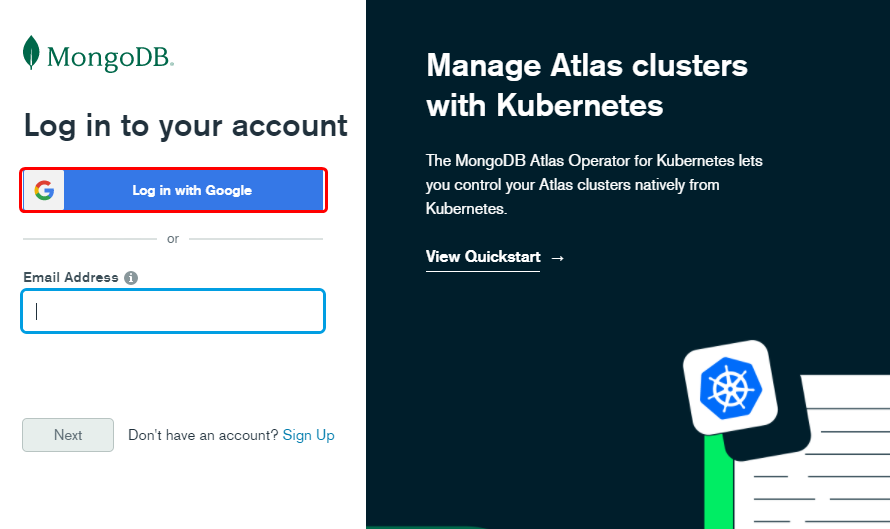 MongoDB.
Log in to your account
Log in with Google
or
Email Address
Next
Don't have an account? Sign Up
Manage Atlas clusters
with Kubernetes
The MongoDB Atlas Operator for Kubernetes lets
you control your Atlas clusters natively from
Kubernetes.
View Quickstart →